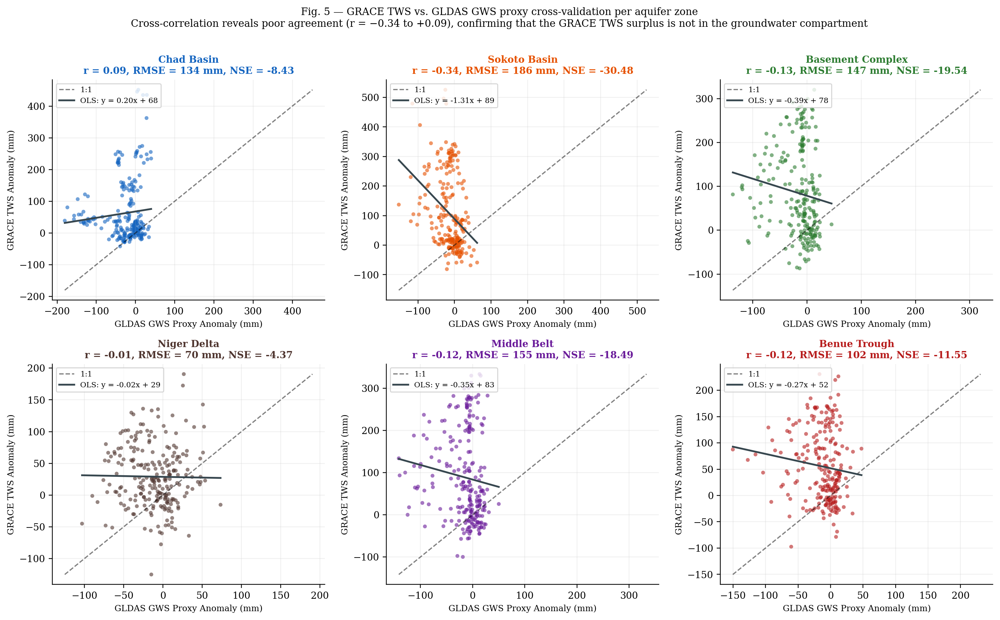 Fig. 5 — GRACE TWS vs. GLDAS GWS proxy cross-validation per aquifer zone
Cross-correlation reveals poor agreement (r = −0.34 to +0.09), confirming that the GRACE TWS surplus is not in the groundwater compartment
Chad Basin
r = 0.09, RMSE = 134 mm, NSE = -8.43
1:1
OLS: y = 0.20x + 68
GRACE TWS Anomaly (mm)
400
300
200
100
0
−100
−200
−200 −100 0 100 200 300 400
GLDAS GWS Proxy Anomaly (mm)
Sokoto Basin
r = -0.34, RMSE = 186 mm, NSE = -30.48
1:1
OLS: y = -1.31x + 89
GRACE TWS Anomaly (mm)
500
400
300
200
100
0
−100
−100 0 100 200 300 400 500
GLDAS GWS Proxy Anomaly (mm)
Basement Complex
r = -0.13, RMSE = 147 mm, NSE = -19.54
1:1
OLS: y = -0.39x + 78
GRACE TWS Anomaly (mm)
300
200
100
0
−100
−100 0 100 200 300
GLDAS GWS Proxy Anomaly (mm)
Niger Delta
r = -0.01, RMSE = 70 mm, NSE = -4.37
1:1
OLS: y = -0.02x + 29
GRACE TWS Anomaly (mm)
200
150
100
50
0
−50
−100
−100 −50 0 50 100 150 200
GLDAS GWS Proxy Anomaly (mm)
Middle Belt
r = -0.12, RMSE = 155 mm, NSE = -18.49
1:1
OLS: y = -0.35x + 83
GRACE TWS Anomaly (mm)
300
200
100
0
−100
−100 0 100 200 300
GLDAS GWS Proxy Anomaly (mm)
Benue Trough
r = -0.12, RMSE = 102 mm, NSE = -11.55
1:1
OLS: y = -0.27x + 52
GRACE TWS Anomaly (mm)
200
150
100
50
0
−50
−100
−150
−150 −100 −50 0 50 100 150 200
GLDAS GWS Proxy Anomaly (mm)